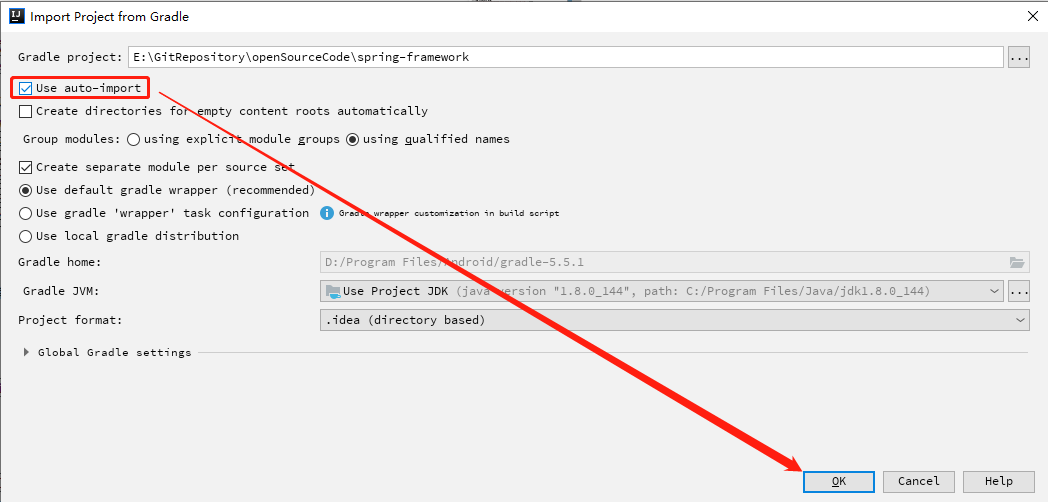 Import Project from Gradle
Gradle project: E:\GitRepository\openSourceCode\spring-framework ...
Use auto-import
Create directories for empty content roots automatically
Group modules: using explicit module groups using qualified names
Create separate module per source set
Use default gradle wrapper (recommended)
Use gradle 'wrapper' task configuration Gradle wrapper customization in build script
Use local gradle distribution
Gradle home: D:/Program Files/Android/gradle-5.5.1
Gradle JVM: Use Project JDK (java version "1.8.0_144", path: C:/Program Files/Java/jdk1.8.0_144) ...
Project format: .idea (directory based)
Global Gradle settings
OK Cancel Help